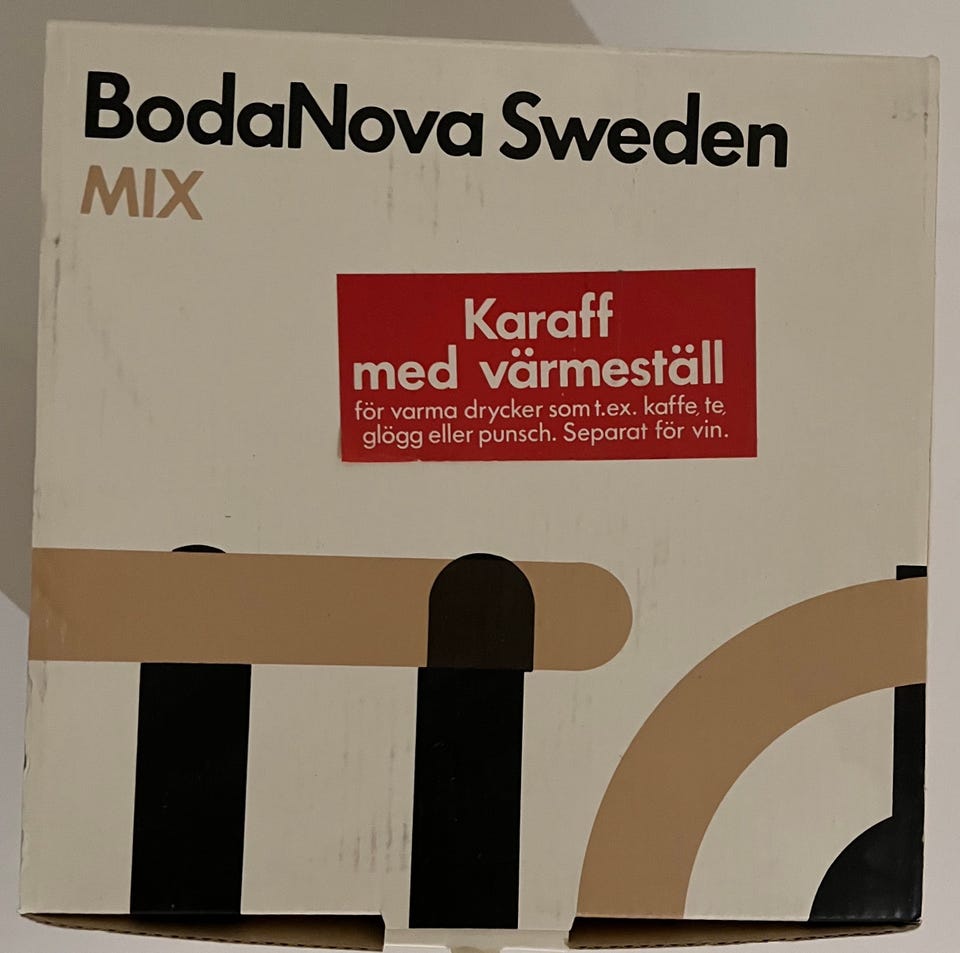 BodaNova Sweden
MIX
Karaff
med värmeställ
för varma drycker som t.ex. kaffe, te,
glögg eller punsch. Separat för vin.